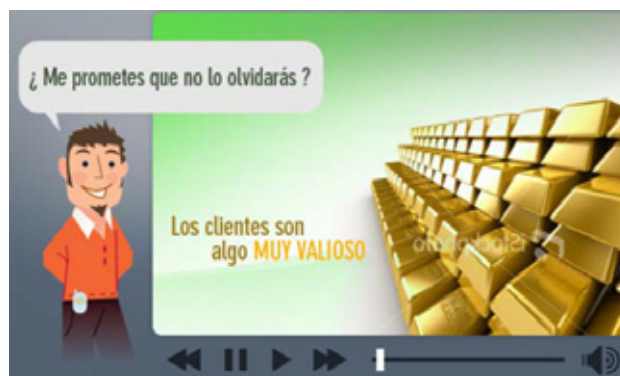 ¿ Me prometes que no lo olvidarás ?
Los clientes son
algo MUY VALIOSO